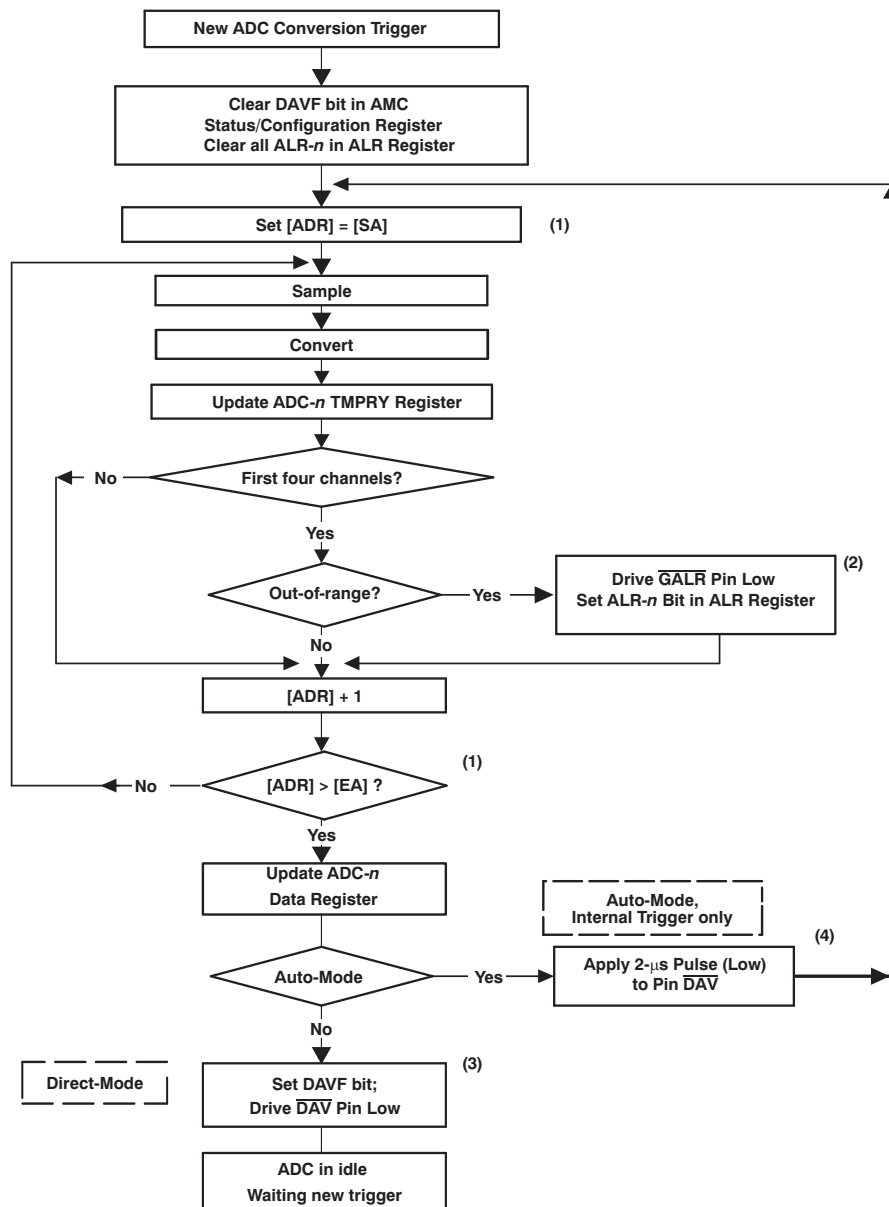 New ADC Conversion Trigger
Clear DAVF bit in AMC
Status/Configuration Register
Clear all ALR-n in ALR Register
Set [ADR] = [SA]
(1)
Sample
Convert
Update ADC-n TMPRY Register
First four channels?
No
Yes
Out-of-range?
Yes
(2)
Drive GALR Pin Low
Set ALR-n Bit in ALR Register
No
[ADR] + 1
(1)
[ADR] > [EA] ?
No
Yes
Update ADC-n
Data Register
Auto-Mode,
Internal Trigger only
(4)
Auto-Mode
Yes
Apply 2-μs Pulse (Low)
to Pin DAV
No
(3)
Direct-Mode
Set DAVF bit;
Drive DAV Pin Low
ADC in idle
Waiting new trigger